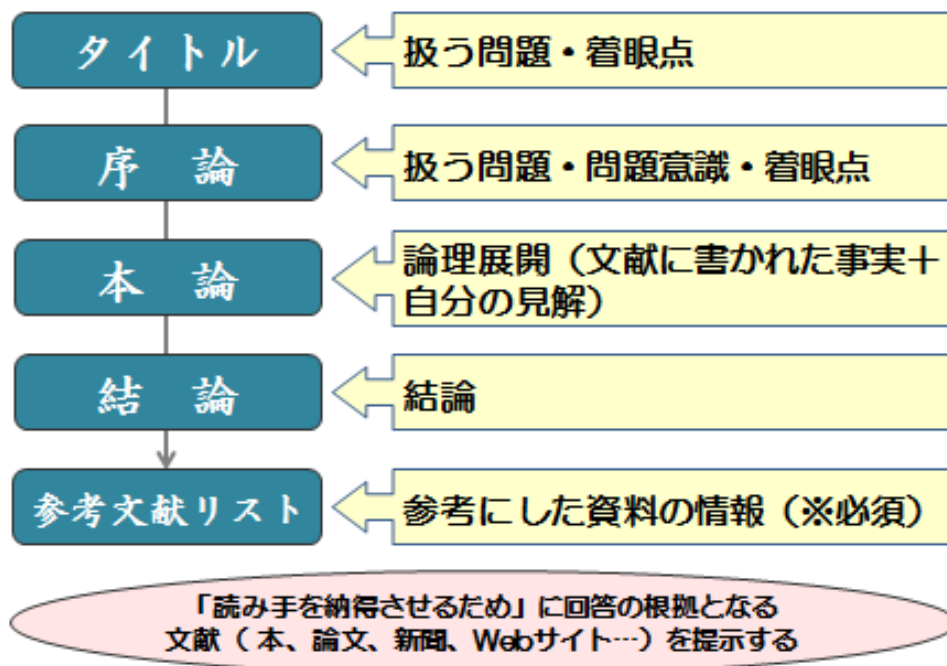 タイトル
扱う問題・着眼点
序　論
扱う問題・問題意識・着眼点
本　論
論理展開（文献に書かれた事実＋
自分の見解）
結　論
結論
参考文献リスト
参考にした資料の情報（※必須）
「読み手を納得させるため」に回答の根拠となる
文献（ 本、論文、新聞、Webサイト…）を提示する